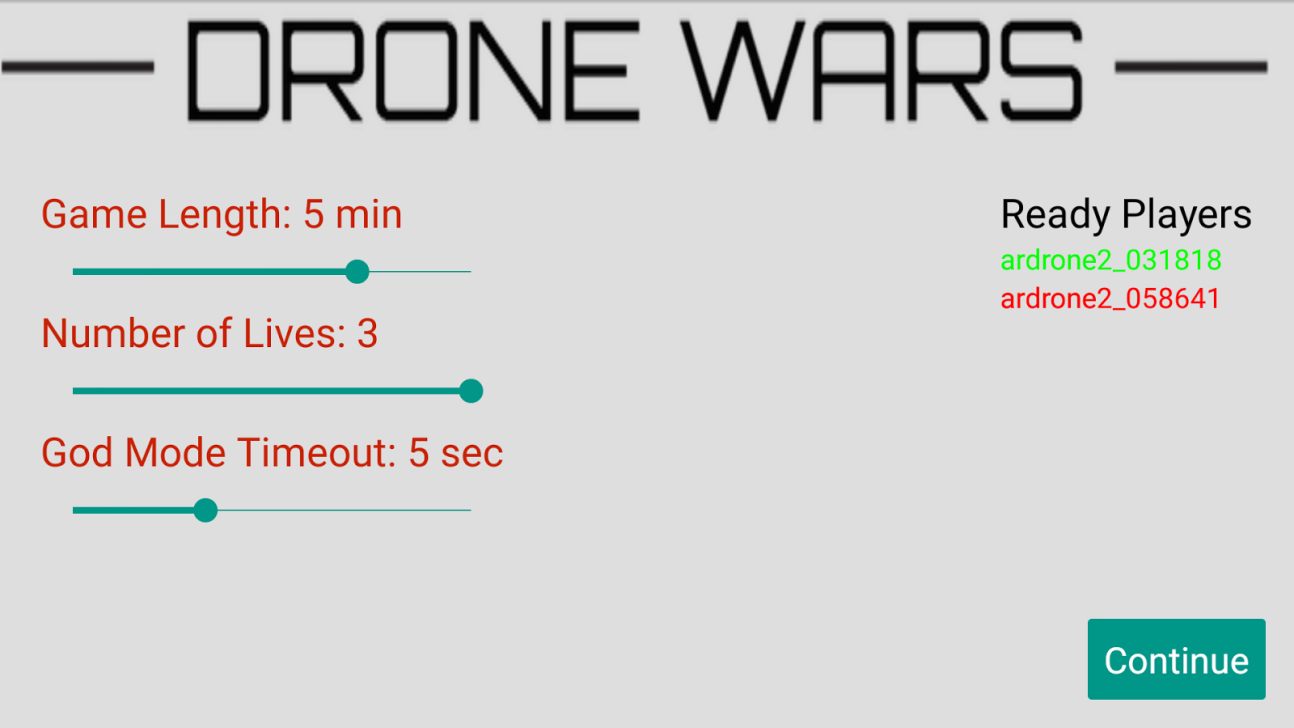 DRONE WARS
Game Length: 5 min
Number of Lives: 3
God Mode Timeout: 5 sec
Ready Players
ardrone2_031818
ardrone2_058641
Continue